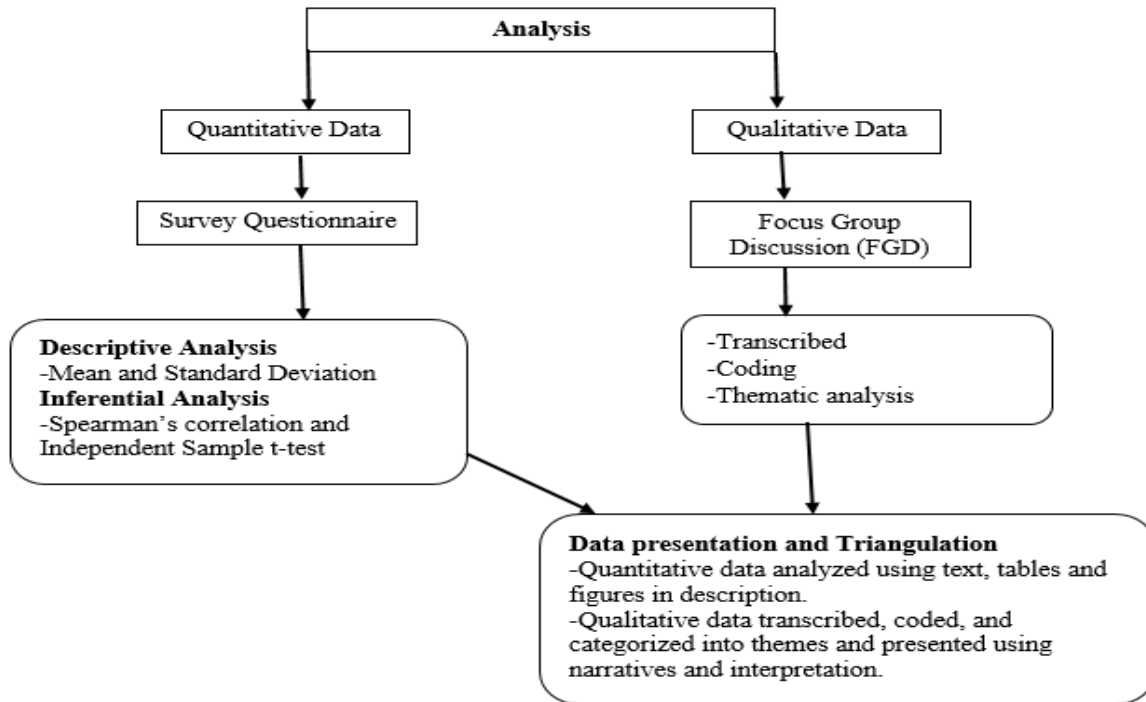 Analysis
Quantitative Data
Qualitative Data
Survey Questionnaire
Focus Group
Discussion (FGD)
Descriptive Analysis
-Mean and Standard Deviation
Inferential Analysis
-Spearman’s correlation and
Independent Sample t-test
-Transcribed
-Coding
-Thematic analysis
Data presentation and Triangulation
-Quantitative data analyzed using text, tables and
figures in description.
-Qualitative data transcribed, coded, and
categorized into themes and presented using
narratives and interpretation.